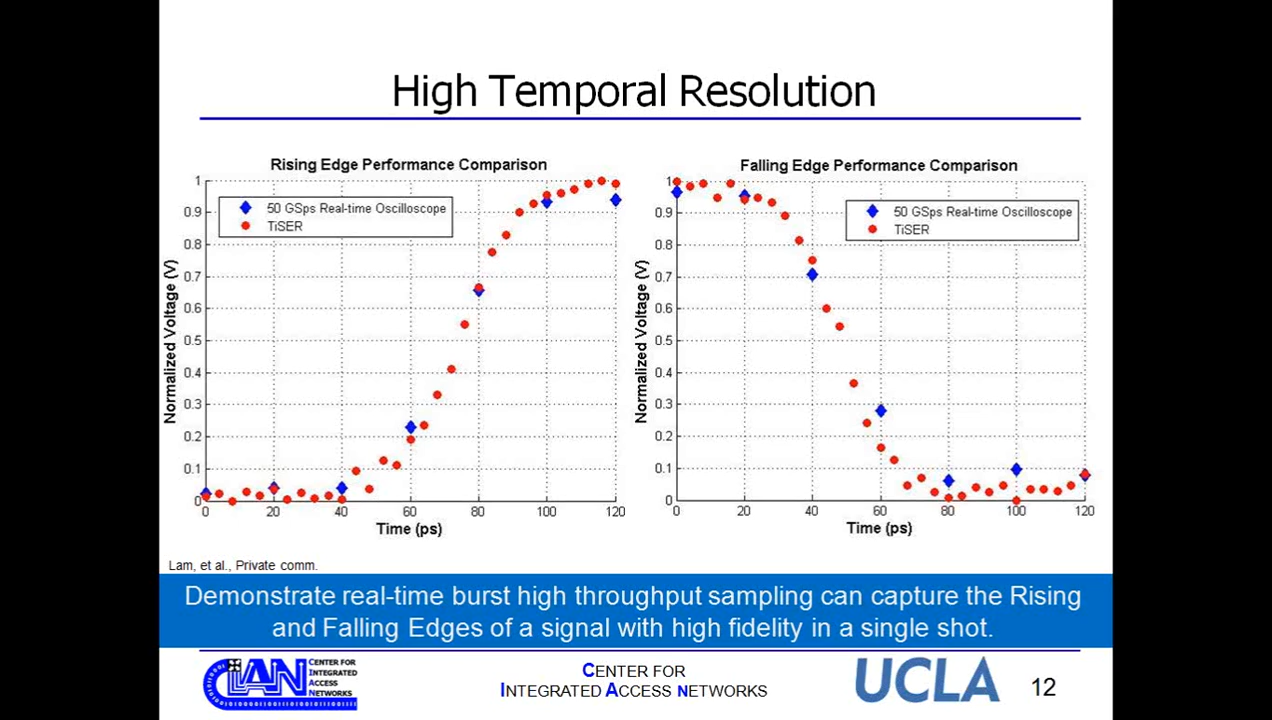 High Temporal Resolution
Rising Edge Performance Comparison
1
0.9
0.8
0.7
0.6
0.5
0.4
0.3
0.2
0.1
0
Normalized Voltage (V)
50 GSps Real-time Oscilloscope
TiSER
0 20 40 60 80 100 120
Time (ps)
Falling Edge Performance Comparison
1
0.9
0.8
0.7
0.6
0.5
0.4
0.3
0.2
0.1
0
Normalized Voltage (V)
50 GSps Real-time Oscilloscope
TiSER
0 20 40 60 80 100 120
Time (ps)
Lam, et al., Private comm.
Demonstrate real-time burst high throughput sampling can capture the Rising
and Falling Edges of a signal with high fidelity in a single shot.
CIAN
CENTER FOR
INTEGRATED
ACCESS
NETWORKS
CENTER FOR
INTEGRATED ACCESS NETWORKS
UCLA
12